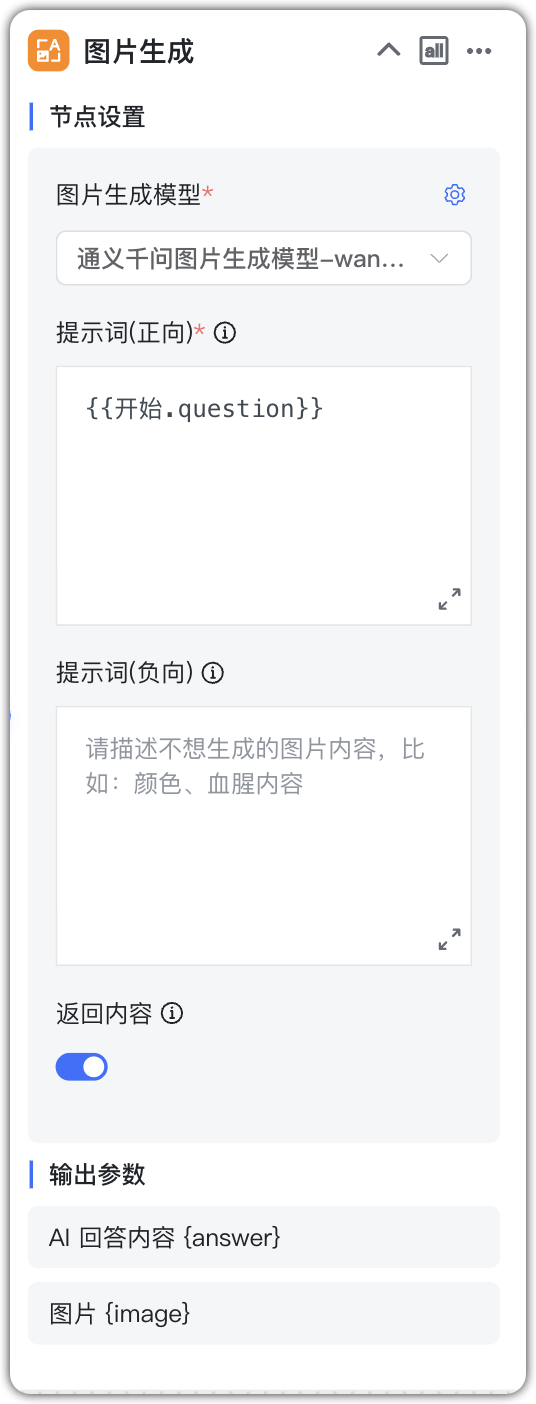 图片生成
all
节点设置
图片生成模型*
通义千问图片生成模型-wan...
提示词(正向)*
{{开始.question}}
提示词(负向)
请描述不想生成的图片内容，比
如：颜色、血腥内容
返回内容
输出参数
AI 回答内容 {answer}
图片 {image}